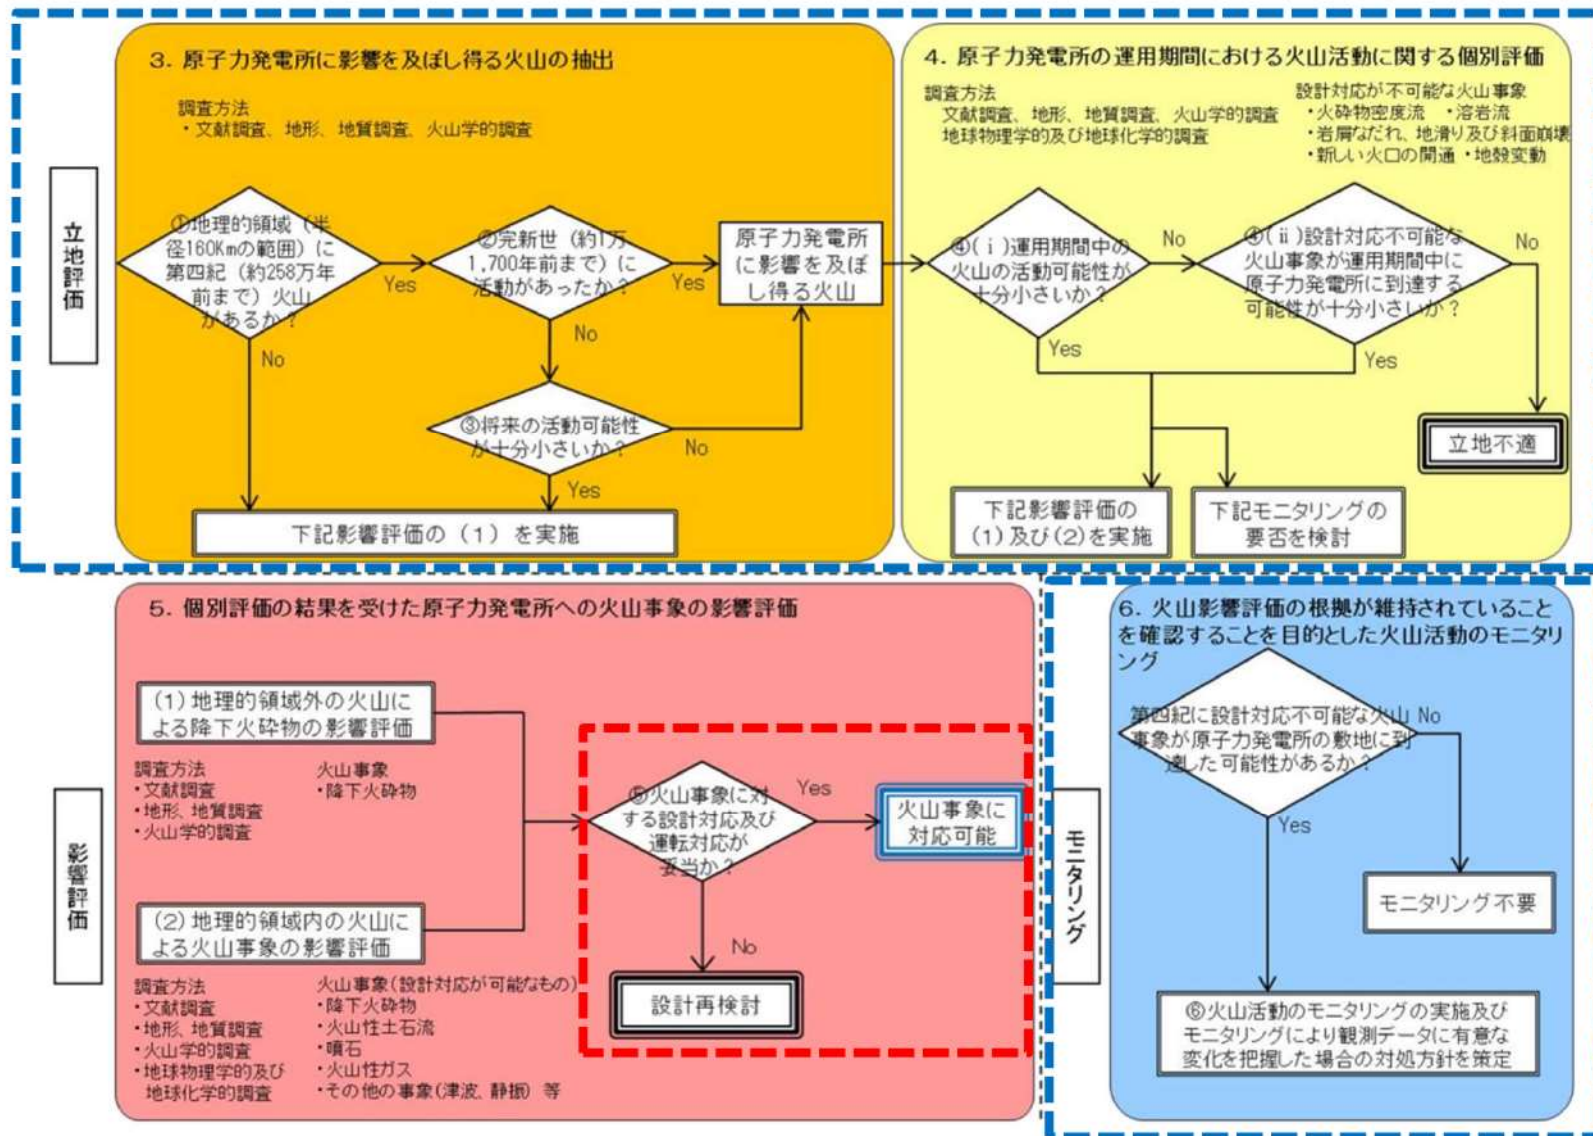 3. 原子力発電所に影響を及ぼし得る火山の抽出
調査方法
・文献調査、地形、地質調査、火山学的調査
立地評価
①地理的領域（半
径160Kmの範囲）に
第四紀（約258万年
前まで）火山
があるか？
Yes
No
②完新世（約1万
1,700年前まで）に
活動があったか？
Yes
No
③将来の活動可能性
が十分小さいか？
No
Yes
原子力発電所
に影響を及ぼ
し得る火山
下記影響評価の（1）を実施
4. 原子力発電所の運用期間における火山活動に関する個別評価
調査方法
文献調査、地形、地質調査、火山学的調査
地球物理学的及び地球化学的調査
設計対応が不可能な火山事象
・火砕物密度流 ・溶岩流
・岩屑なだれ、地滑り及び斜面崩壊
・新しい火口の開通 ・地殻変動
④(ⅰ)運用期間中の
火山の活動可能性が
十分小さいか？
No
Yes
④(ⅱ)設計対応不可能な
火山事象が運用期間中に
原子力発電所に到達する
可能性が十分小さいか？
No
Yes
立地不適
下記影響評価の
(1)及び(2)を実施
下記モニタリングの
要否を検討
5. 個別評価の結果を受けた原子力発電所への火山事象の影響評価
影響評価
(1)地理的領域外の火山に
よる降下火砕物の影響評価
調査方法
・文献調査
・地形、地質調査
・火山学的調査
火山事象
・降下火砕物
(2)地理的領域内の火山に
よる火山事象の影響評価
調査方法
・文献調査
・地形、地質調査
・火山学的調査
・地球物理学的及び
地球化学的調査
火山事象(設計対応が可能なもの)
・降下火砕物
・火山性土石流
・噴石
・火山性ガス
・その他の事象(津波、静振) 等
⑤火山事象に対
する設計対応及び
運転対応が
妥当か？
Yes
No
火山事象に
対応可能
設計再検討
モニタリング
6. 火山影響評価の根拠が維持されていること
を確認することを目的とした火山活動のモニタリ
ング
第四紀に設計対応不可能な火山
事象が原子力発電所の敷地に到
達した可能性があるか？
No
Yes
モニタリング不要
⑥火山活動のモニタリングの実施及び
モニタリングにより観測データに有意な
変化を把握した場合の対処方針を策定